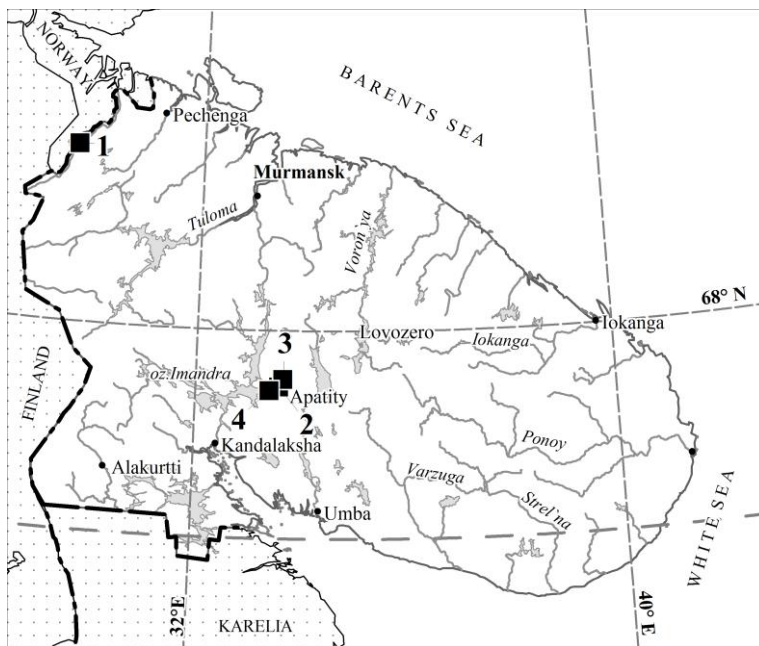 NORWAY
BARENTS SEA
Pechenga
1
Murmansk
Tuloma
Voron'ya
68° N
Iokanga
Lovozero
Iokanga
3
FINLAND
oz.Imandra
Apatity
4
2
Kandalaksha
Ponoy
Alakurtti
Varzuga
Strel'na
Umba
WHITE SEA
32°E
40° E
KARELIA